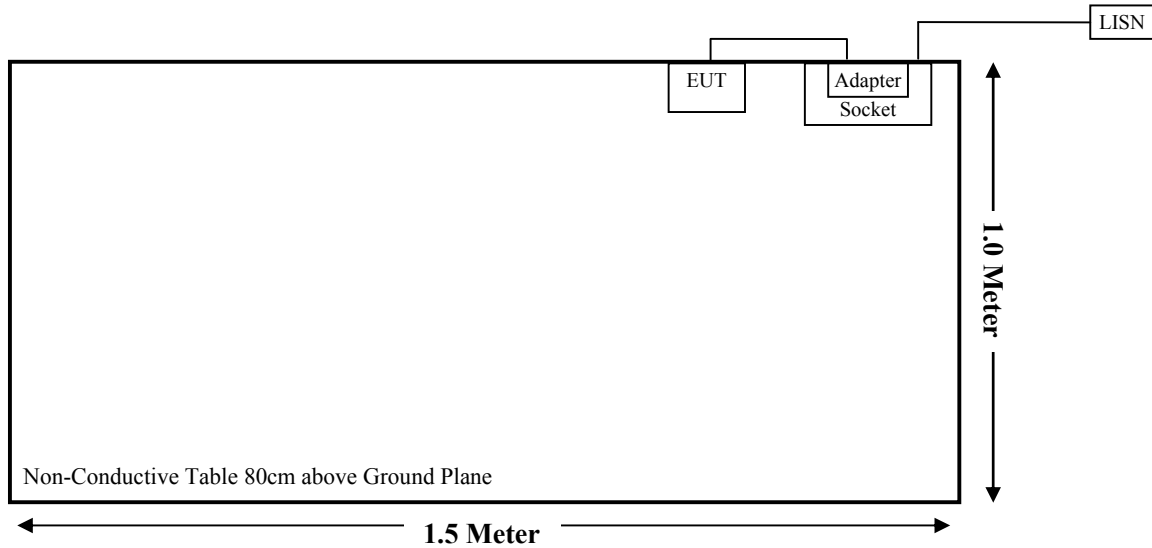 LISN
EUT
Adapter
Socket
1.0 Meter
Non-Conductive Table 80cm above Ground Plane
1.5 Meter